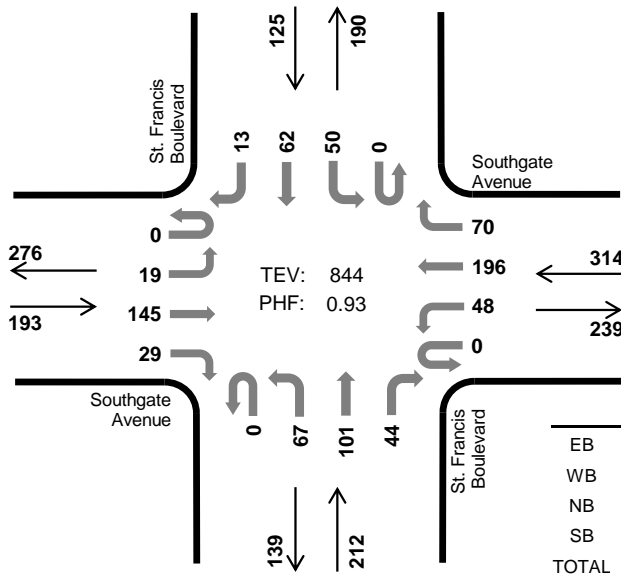 125
190
St. Francis
Boulevard
13
62
50
0
Southgate
Avenue
0
70
276
19
TEV: 844
196
314
193
145
PHF: 0.93
48
239
29
0
Southgate
Avenue
0
67
101
44
St. Francis
Boulevard
139
212
EB
WB
NB
SB
TOTAL